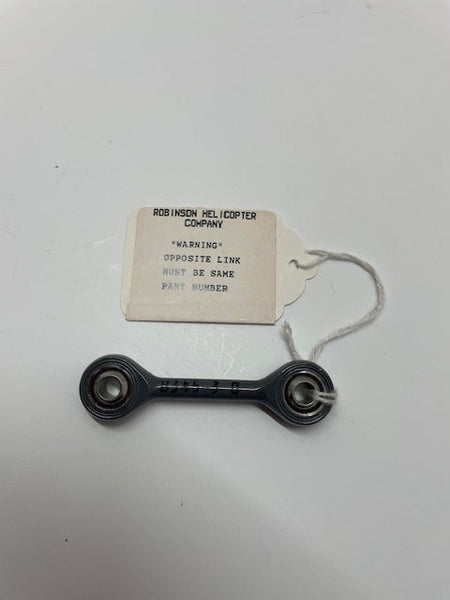 ROBINSON HELICOPTER
COMPANY
"WARNING"
OPPOSITE LINK
MUST BE SAME
PART NUMBER